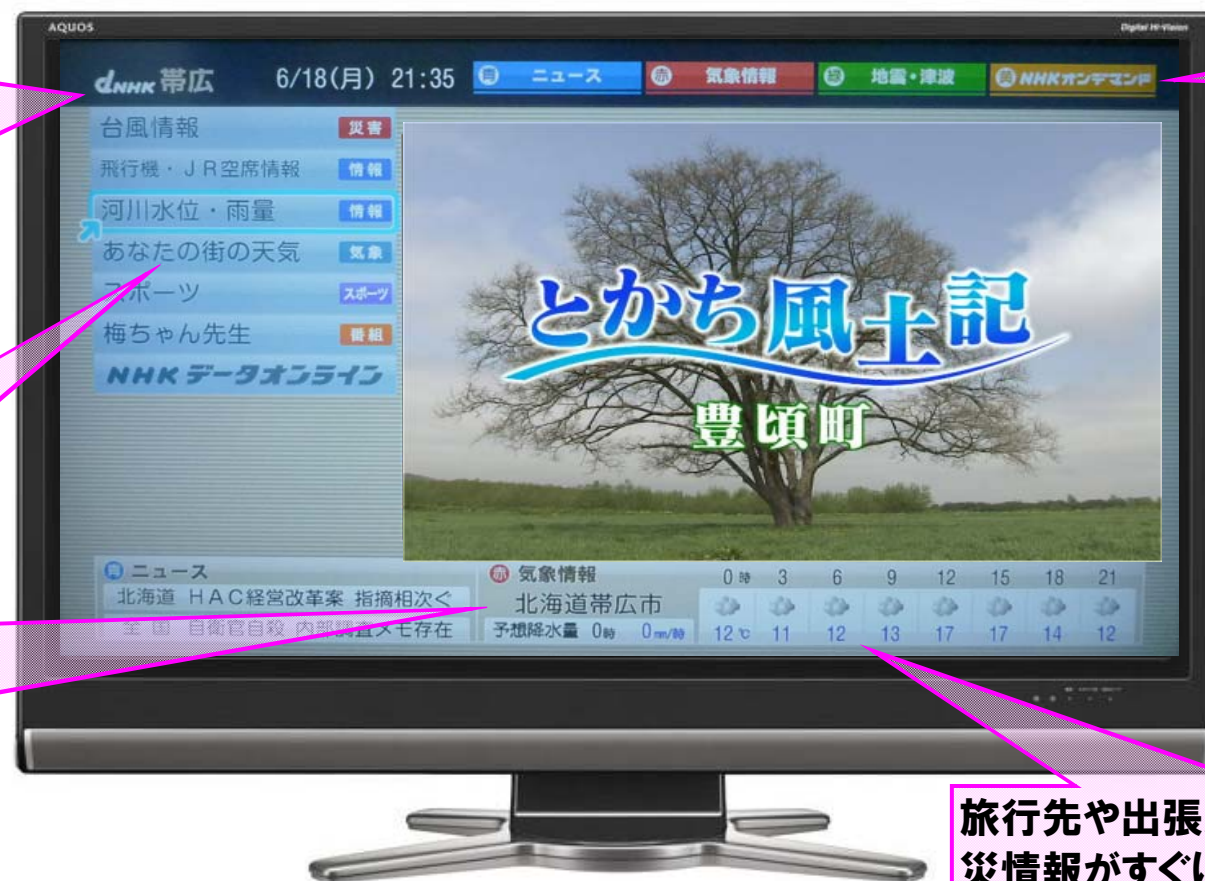 AQUOS
Digital Hi-Vision
dNHK 帯広 6/18(月) 21:35 青 ニュース 赤 気象情報 緑 地震・津波 黄 NHKオンデマンド
台風情報 災害
飛行機・JR空席情報 情報
河川水位・雨量 情報
あなたの街の天気 気象
スポーツ スポーツ
梅ちゃん先生 番組
NHKデータオンライン
とかち風土記
豊頃町
青 ニュース
北海道 HAC経営改革案 指摘相次ぐ
全国 自衛官自殺 内部調査メモ存在
赤 気象情報 0時 3 6 9 12 15 18 21
北海道帯広市
予想降水量 0時 0mm/時 12℃ 11 12 13 17 17 14 12
旅行先や出張
災情報がすぐ